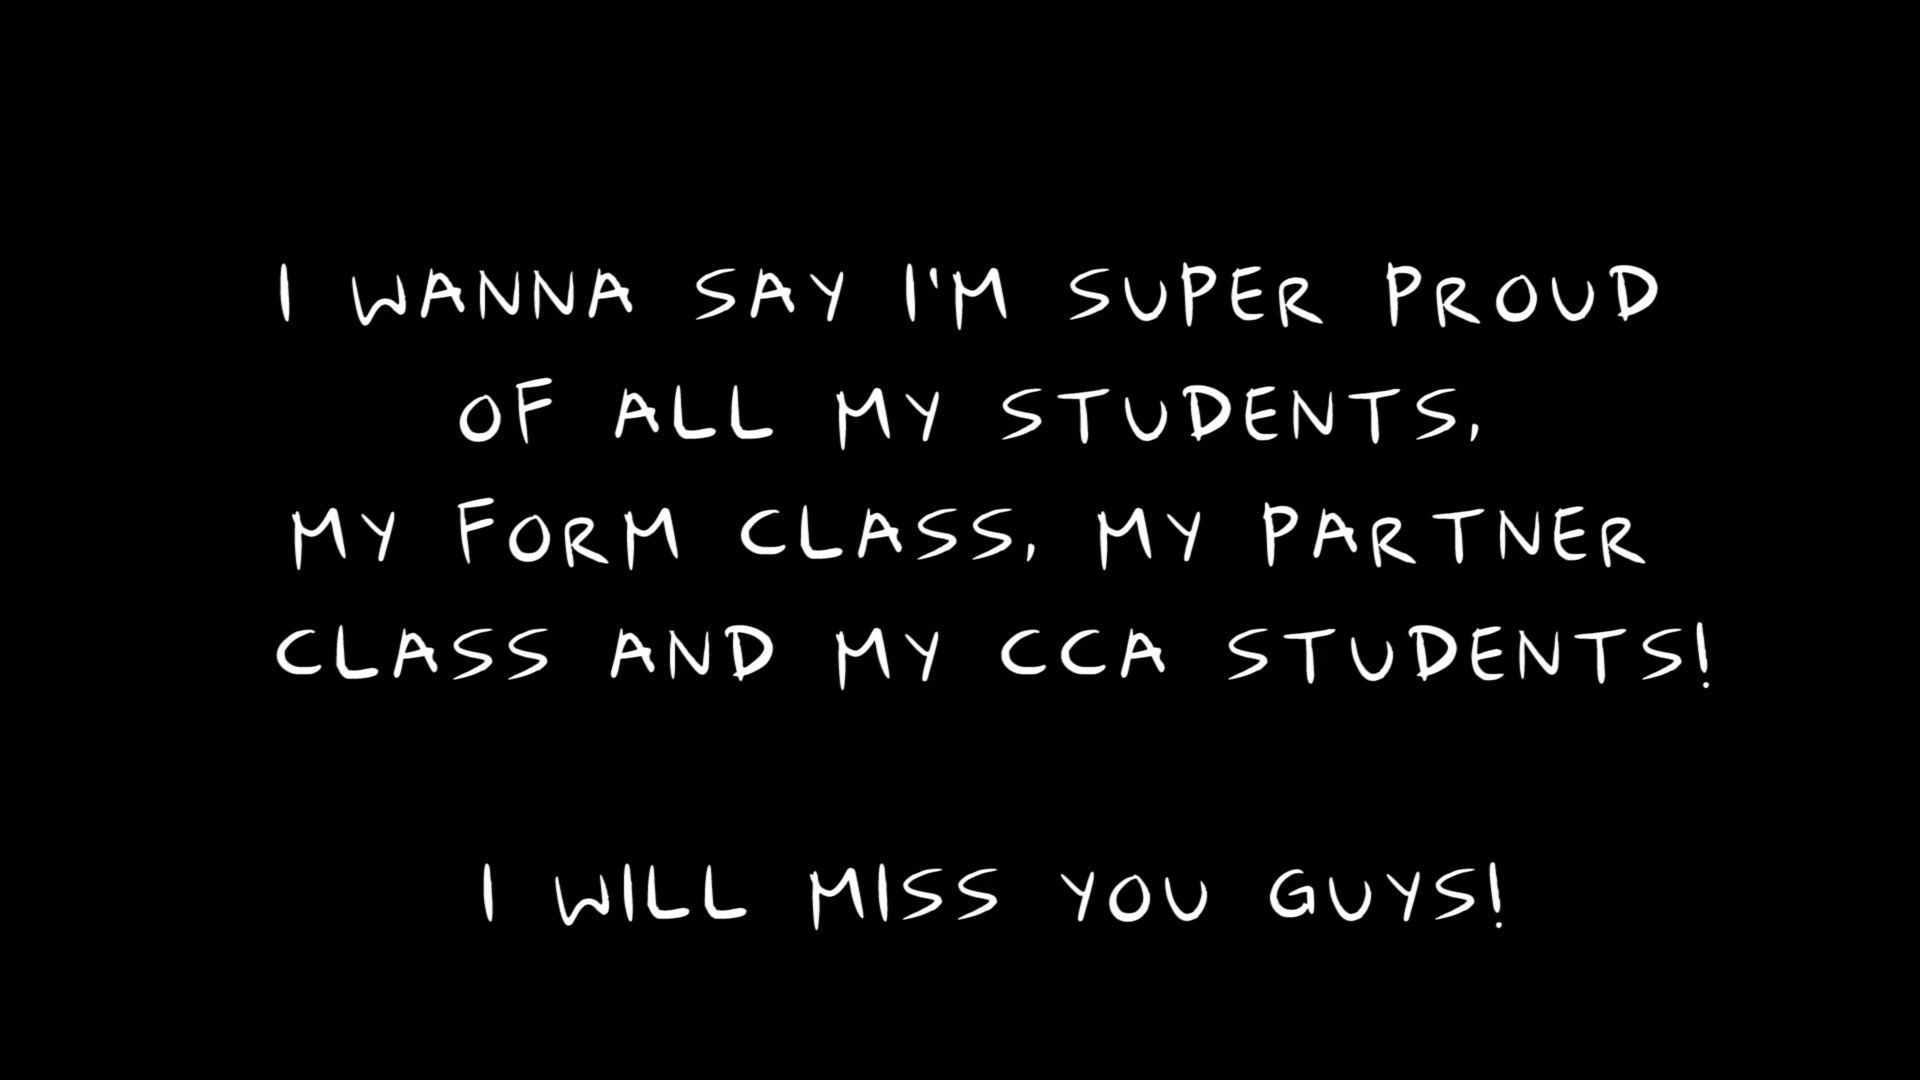 I WANNA SAY I'M SUPER PROUD
OF ALL MY STUDENTS,
MY FORM CLASS, MY PARTNER
CLASS AND MY CCA STUDENTS!
I WILL MISS YOU GUYS!